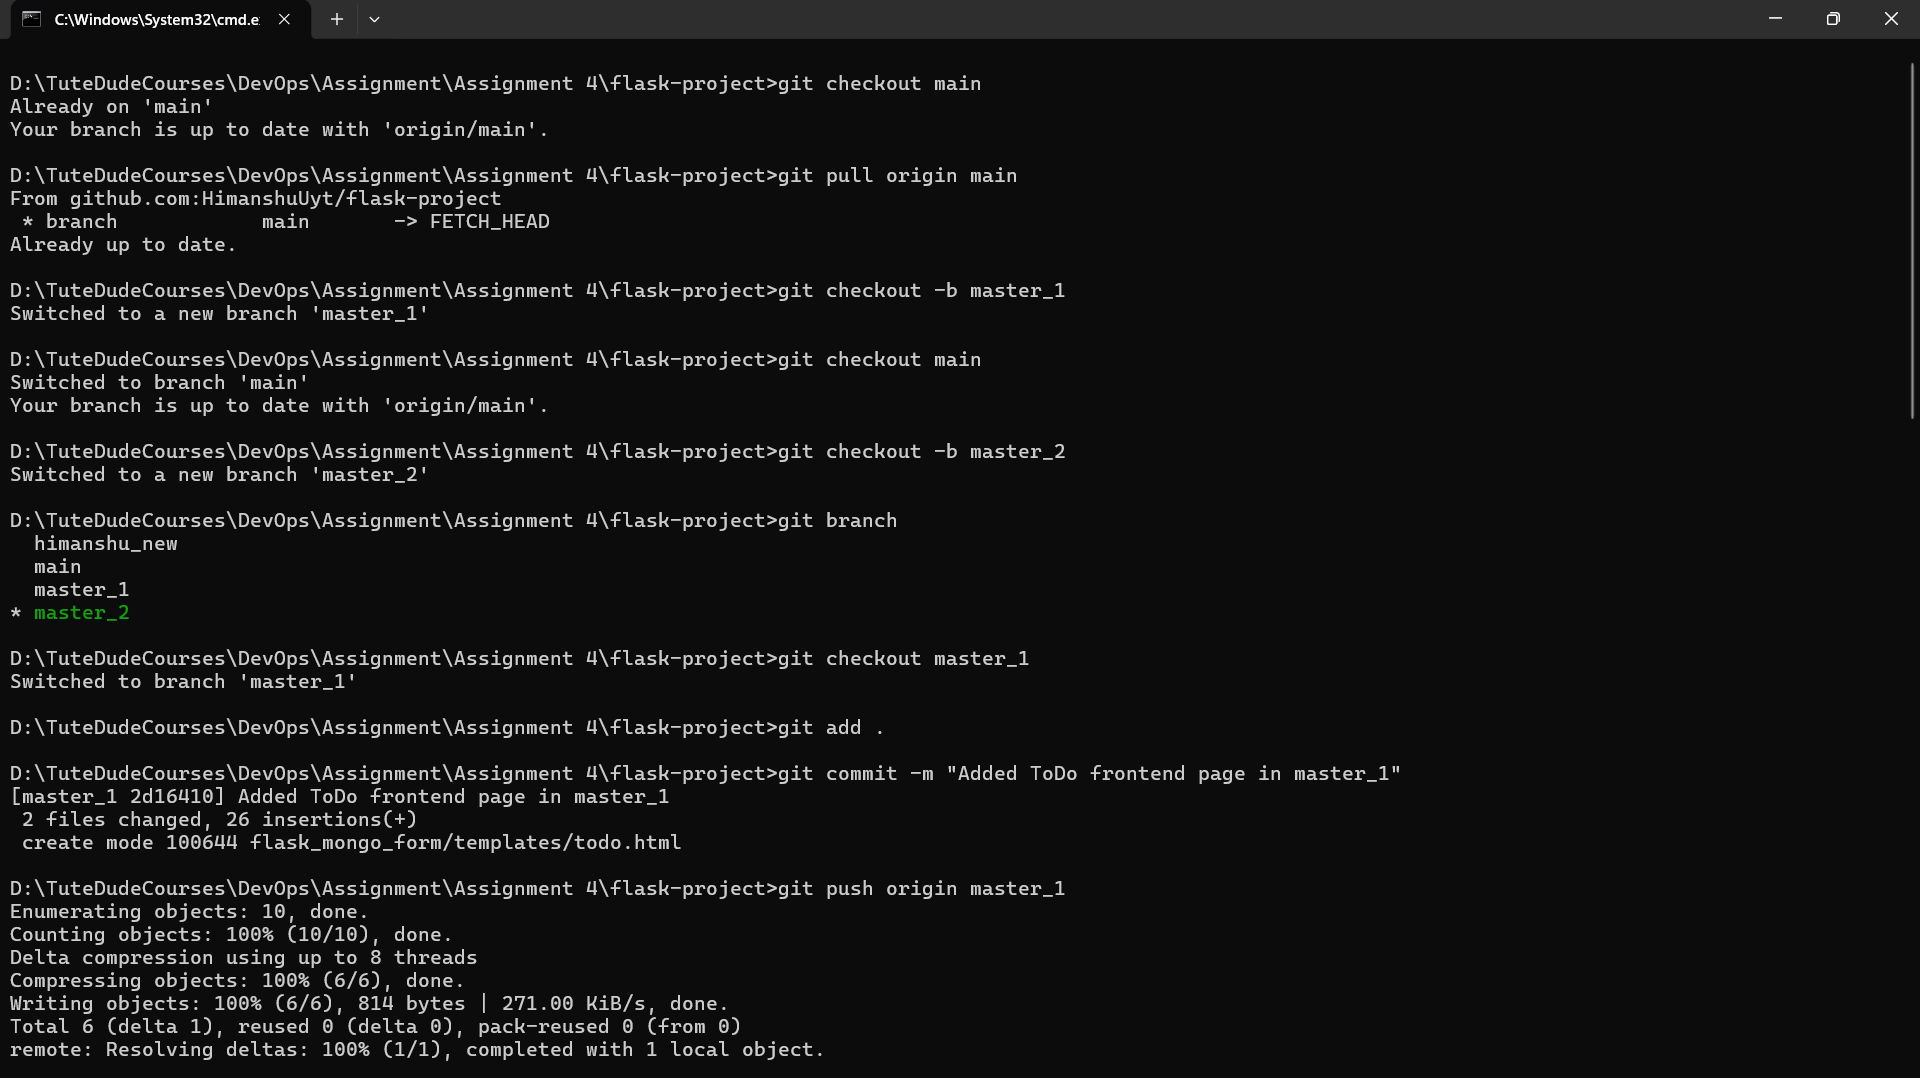 C:\Windows\System32\cmd.e
D:\TuteDudeCourses\DevOps\Assignment\Assignment 4\flask-project>git checkout main
Already on 'main'
Your branch is up to date with 'origin/main'.
D:\TuteDudeCourses\DevOps\Assignment\Assignment 4\flask-project>git pull origin main
From github.com:HimanshuUyt/flask-project
 * branch            main       -> FETCH_HEAD
Already up to date.
D:\TuteDudeCourses\DevOps\Assignment\Assignment 4\flask-project>git checkout -b master_1
Switched to a new branch 'master_1'
D:\TuteDudeCourses\DevOps\Assignment\Assignment 4\flask-project>git checkout main
Switched to branch 'main'
Your branch is up to date with 'origin/main'.
D:\TuteDudeCourses\DevOps\Assignment\Assignment 4\flask-project>git checkout -b master_2
Switched to a new branch 'master_2'
D:\TuteDudeCourses\DevOps\Assignment\Assignment 4\flask-project>git branch
  himanshu_new
  main
  master_1
* master_2
D:\TuteDudeCourses\DevOps\Assignment\Assignment 4\flask-project>git checkout master_1
Switched to branch 'master_1'
D:\TuteDudeCourses\DevOps\Assignment\Assignment 4\flask-project>git add .
D:\TuteDudeCourses\DevOps\Assignment\Assignment 4\flask-project>git commit -m "Added ToDo frontend page in master_1"
[master_1 2d16410] Added ToDo frontend page in master_1
 2 files changed, 26 insertions(+)
 create mode 100644 flask_mongo_form/templates/todo.html
D:\TuteDudeCourses\DevOps\Assignment\Assignment 4\flask-project>git push origin master_1
Enumerating objects: 10, done.
Counting objects: 100% (10/10), done.
Delta compression using up to 8 threads
Compressing objects: 100% (6/6), done.
Writing objects: 100% (6/6), 814 bytes | 271.00 KiB/s, done.
Total 6 (delta 1), reused 0 (delta 0), pack-reused 0 (from 0)
remote: Resolving deltas: 100% (1/1), completed with 1 local object.